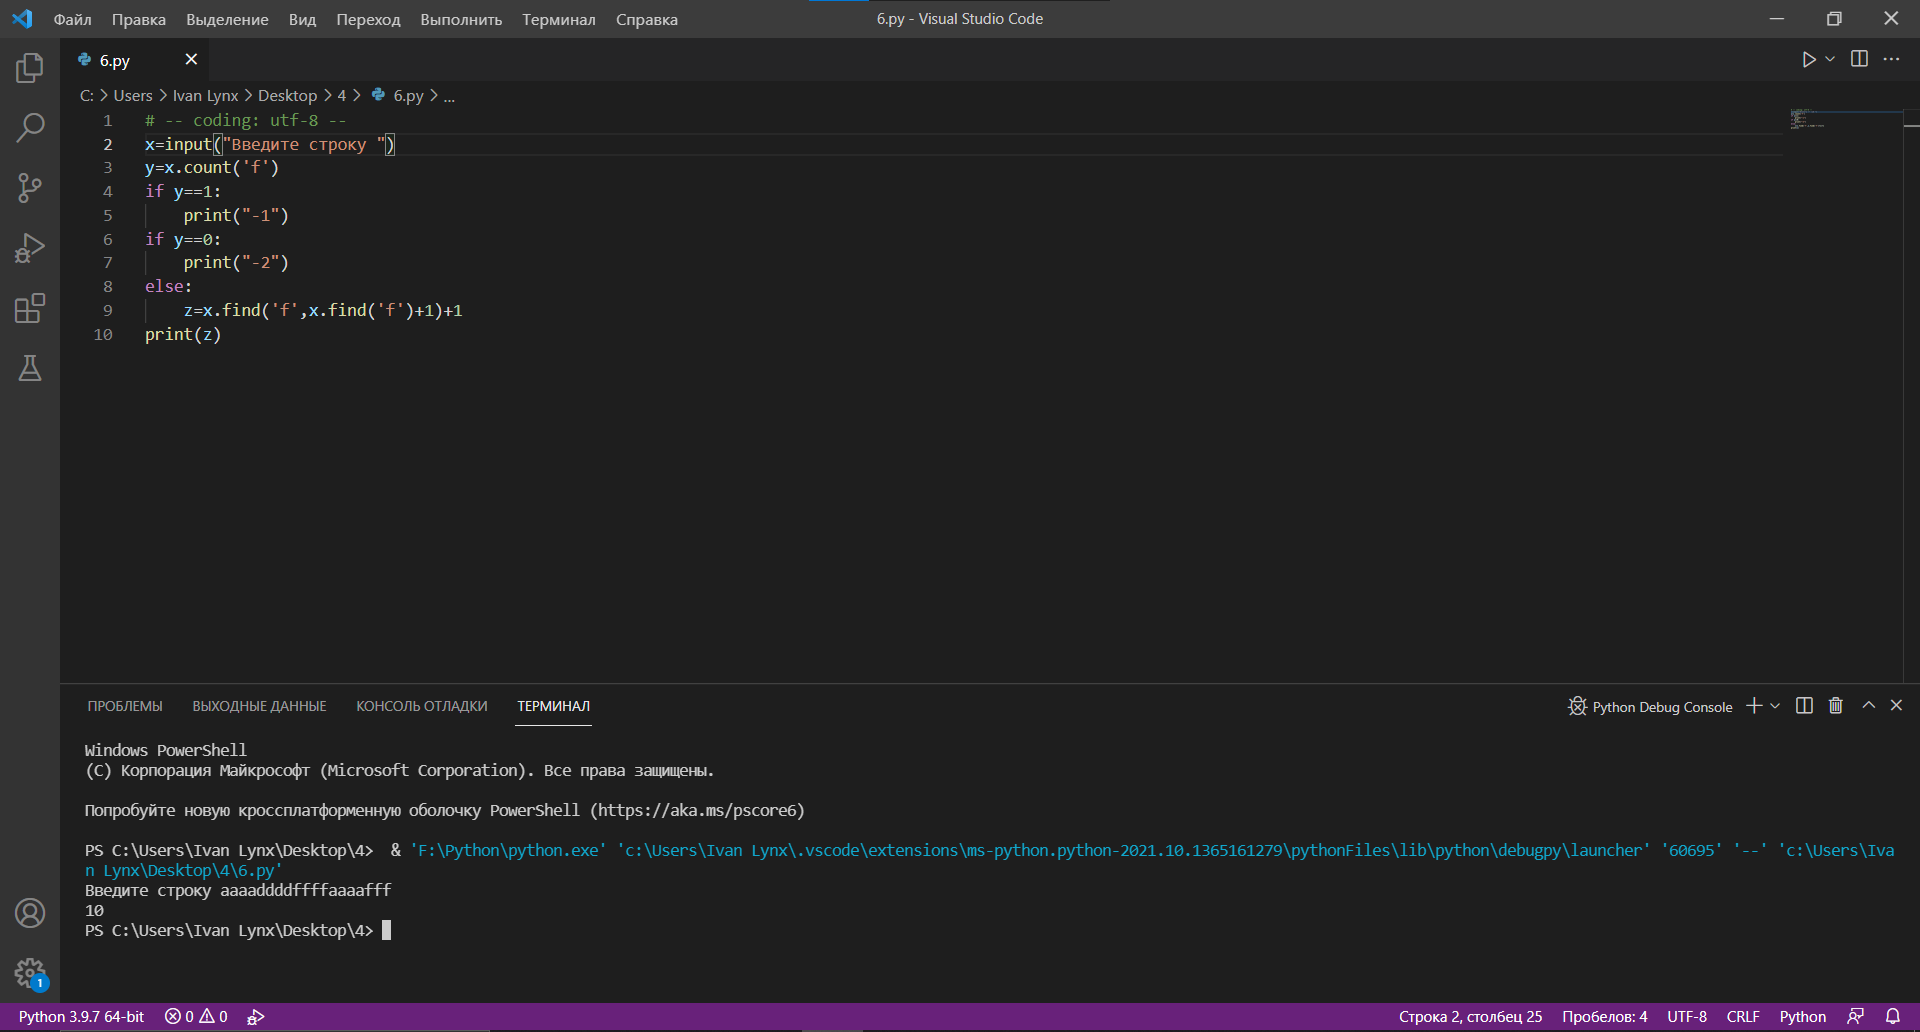 Файл Правка Выделение Вид Переход Выполнить Терминал Справка 6.py - Visual Studio Code
6.py
C: > Users > Ivan Lynx > Desktop > 4 > 6.py > ...
1 # -- coding: utf-8 --
2 x=input("Введите строку ")
3 y=x.count('f')
4 if y==1:
5     print("-1")
6 if y==0:
7     print("-2")
8 else:
9     z=x.find('f',x.find('f')+1)+1
10 print(z)
ПРОБЛЕМЫ ВЫХОДНЫЕ ДАННЫЕ КОНСОЛЬ ОТЛАДКИ ТЕРМИНАЛ Python Debug Console
Windows PowerShell
(C) Корпорация Майкрософт (Microsoft Corporation). Все права защищены.
Попробуйте новую кроссплатформенную оболочку PowerShell (https://aka.ms/pscore6)
PS C:\Users\Ivan Lynx\Desktop\4>  & 'F:\Python\python.exe' 'c:\Users\Ivan Lynx\.vscode\extensions\ms-python.python-2021.10.1365161279\pythonFiles\lib\python\debugpy\launcher' '60695' '--' 'c:\Users\Iva
n Lynx\Desktop\4\6.py'
Введите строку aaaaddddffffaaaafff
10
PS C:\Users\Ivan Lynx\Desktop\4>
1
Python 3.9.7 64-bit 0 0 Строка 2, столбец 25 Пробелов: 4 UTF-8 CRLF Python